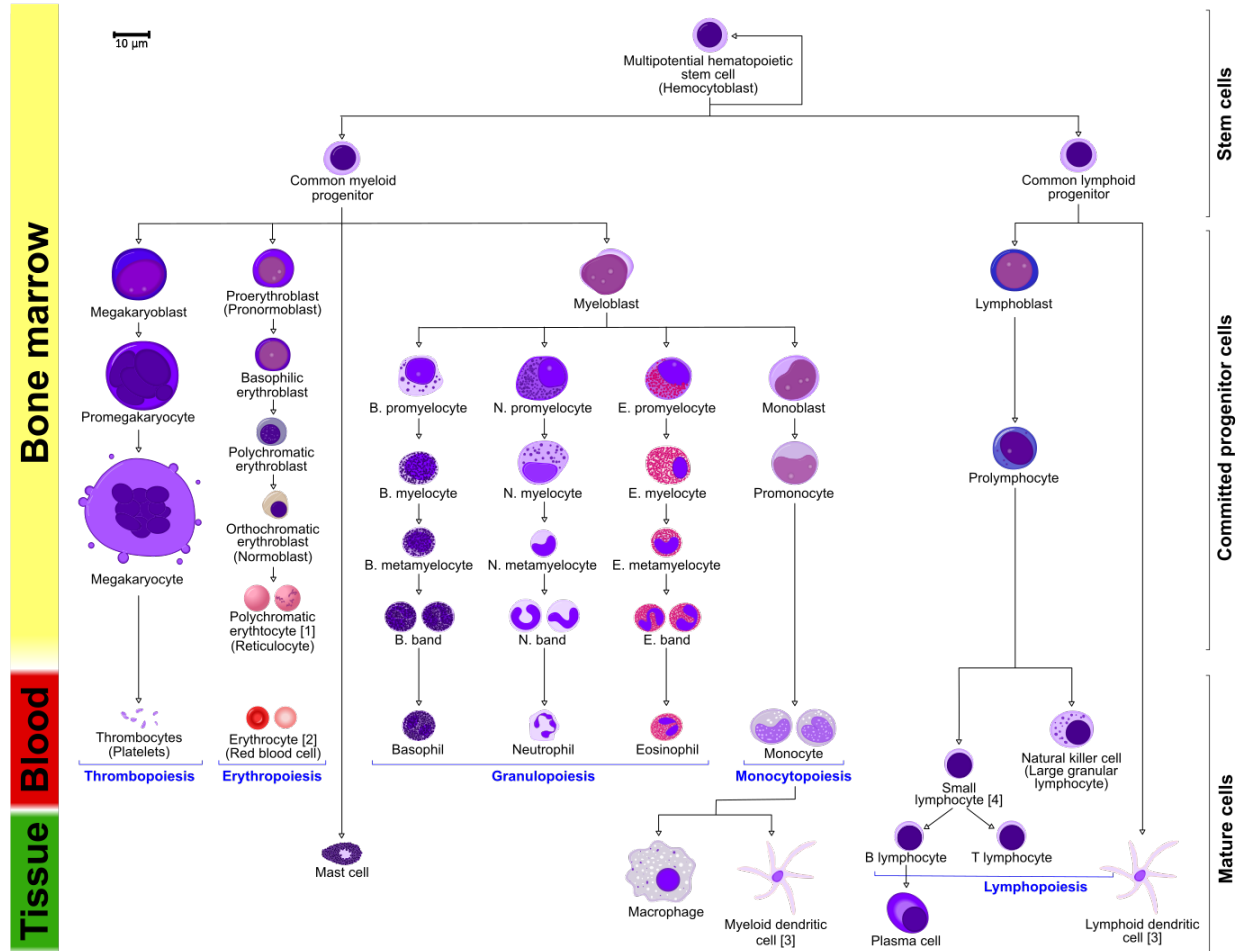 10 µm
Multipotential hematopoietic
stem cell
(Hemocytoblast)
Common myeloid
progenitor
Common lymphoid
progenitor
Stem cells
Bone marrow
Megakaryoblast
Proerythroblast
(Pronormoblast)
Myeloblast
Lymphoblast
Promegakaryocyte
Basophilic
erythroblast
B. promyelocyte
N. promyelocyte
E. promyelocyte
Monoblast
Committed progenitor cells
Polychromatic
erythroblast
B. myelocyte
N. myelocyte
E. myelocyte
Promonocyte
Prolymphocyte
Orthochromatic
erythroblast
(Normoblast)
Megakaryocyte
B. metamyelocyte
N. metamyelocyte
E. metamyelocyte
Polychromatic
erythtocyte [1]
(Reticulocyte)
B. band
N. band
E. band
Blood
Thrombocytes
(Platelets)
Erythrocyte [2]
(Red blood cell)
Basophil
Neutrophil
Eosinophil
Monocyte
Natural killer cell
(Large granular
lymphocyte)
Small
lymphocyte [4]
Thrombopoiesis
Erythropoiesis
Granulopoiesis
Monocytopoiesis
Mature cells
Tissue
Mast cell
Macrophage
Myeloid dendritic
cell [3]
B lymphocyte
T lymphocyte
Lymphopoiesis
Plasma cell
Lymphoid dendritic
cell [3]